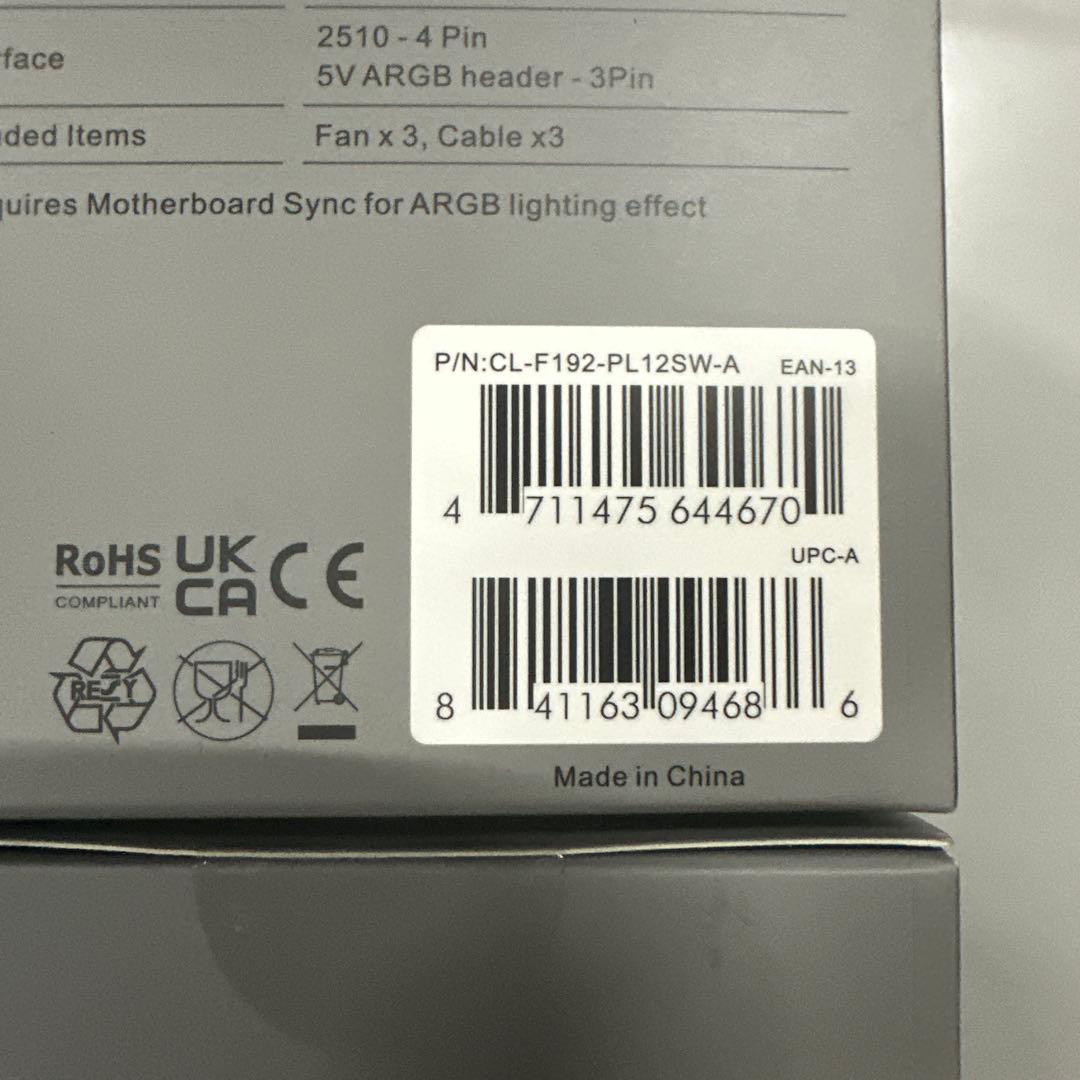 face
2510 - 4 Pin
5V ARGB header - 3Pin
ded Items
Fan x 3, Cable x3
quires Motherboard Sync for ARGB lighting effect
P/N:CL-F192-PL12SW-A EAN-13
4 711475 644670
UPC-A
8 41163 09468 6
RoHS
COMPLIANT
UK
CA
CE
RESY
Made in China